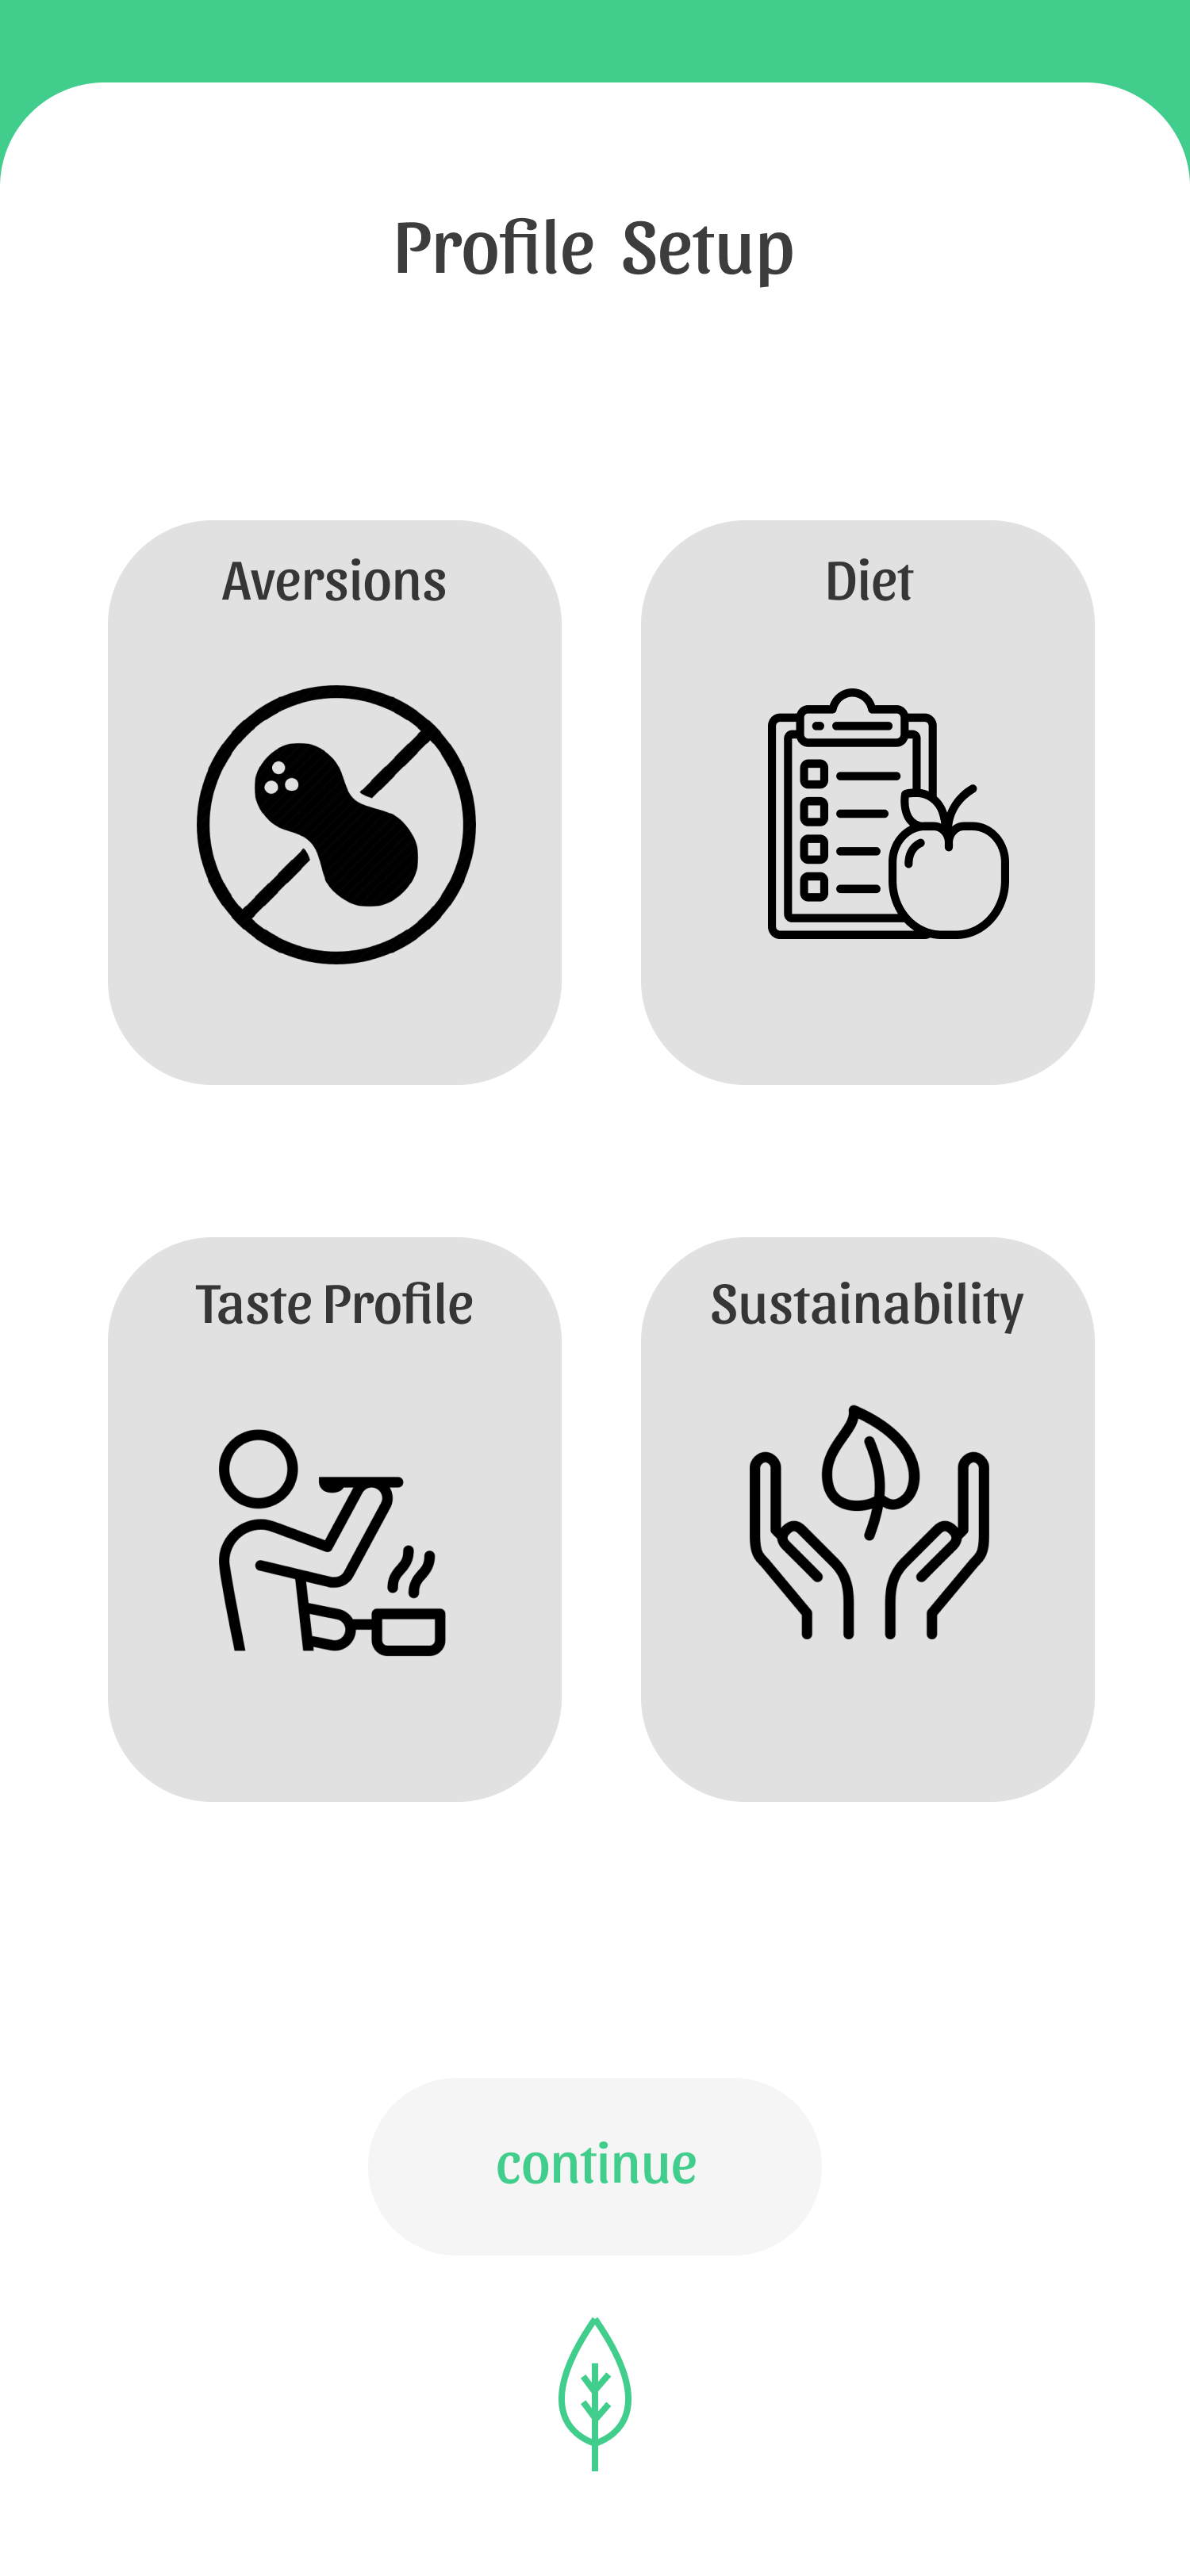 Profile Setup
Aversions
Diet
Taste Profile
Sustainability
continue